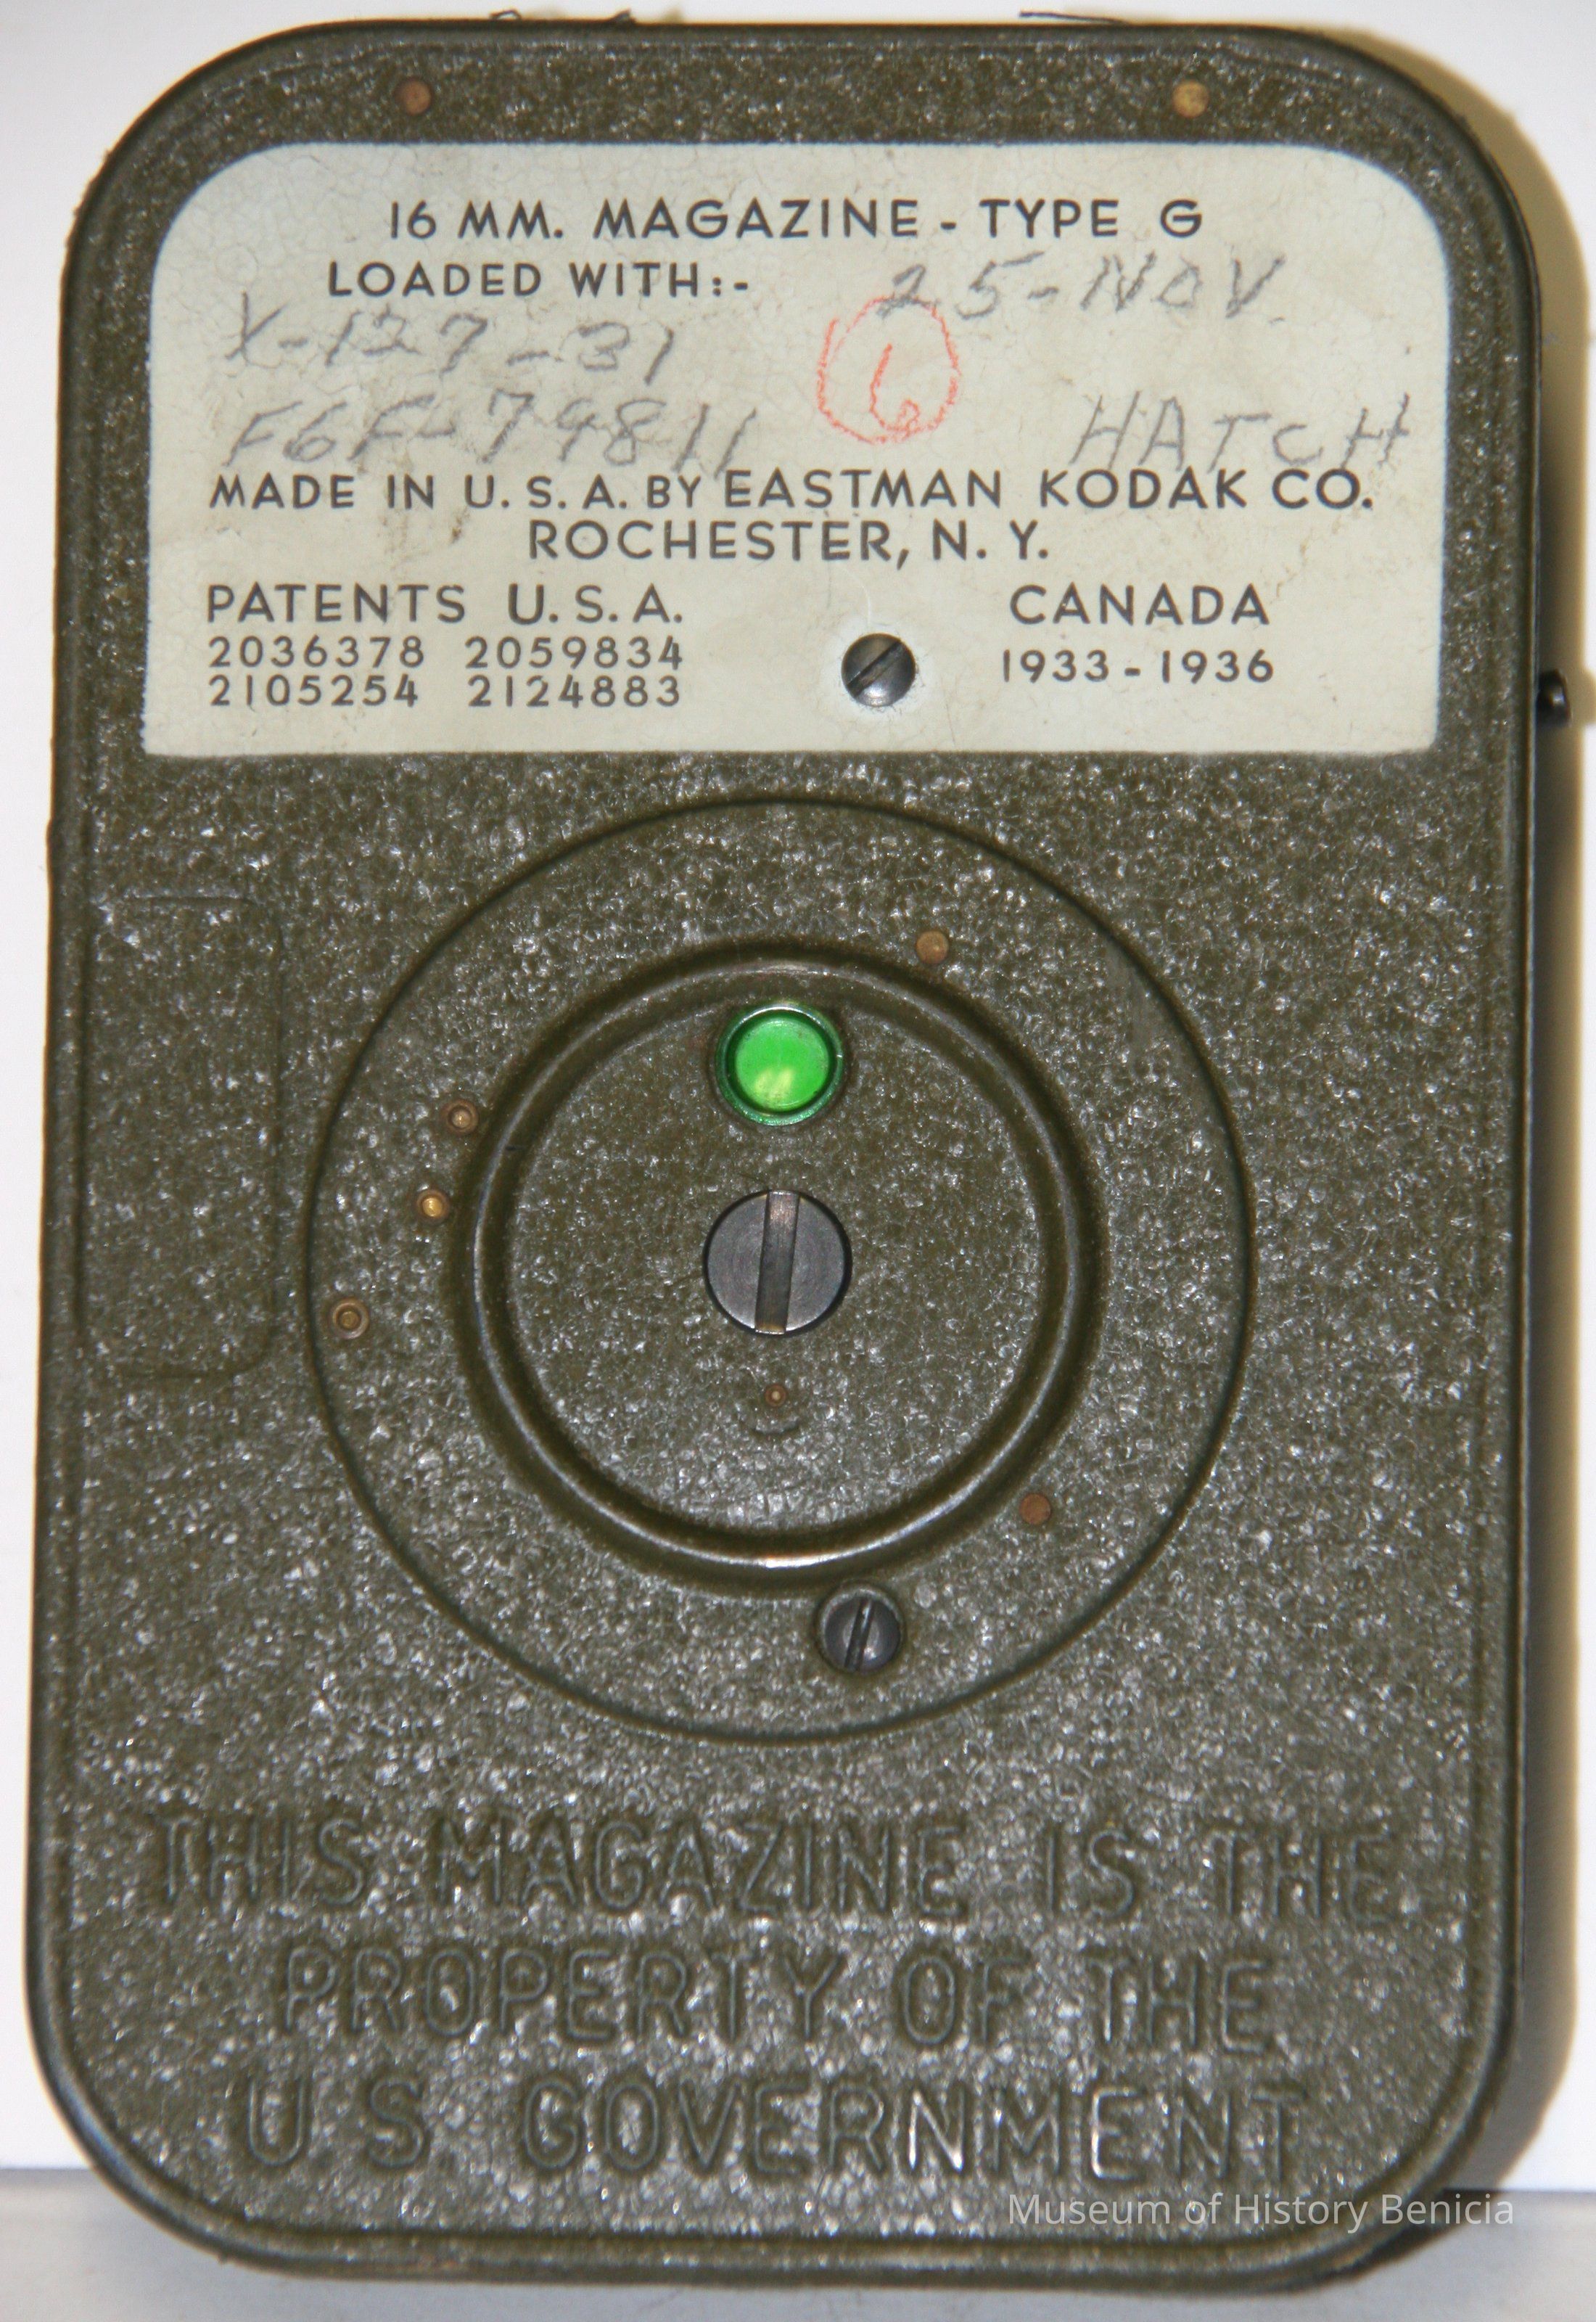 16 MM. MAGAZINE - TYPE G
LOADED WITH:- 25-NOV
X-127-31 6
F6F-79811 HATCH
MADE IN U.S.A. BY EASTMAN KODAK CO.
ROCHESTER, N.Y.
PATENTS U.S.A. CANADA
2036378 2059834 1933-1936
2105254 2124883
THIS MAGAZINE IS THE
PROPERTY OF THE
U S GOVERNMENT
Museum of History Benicia